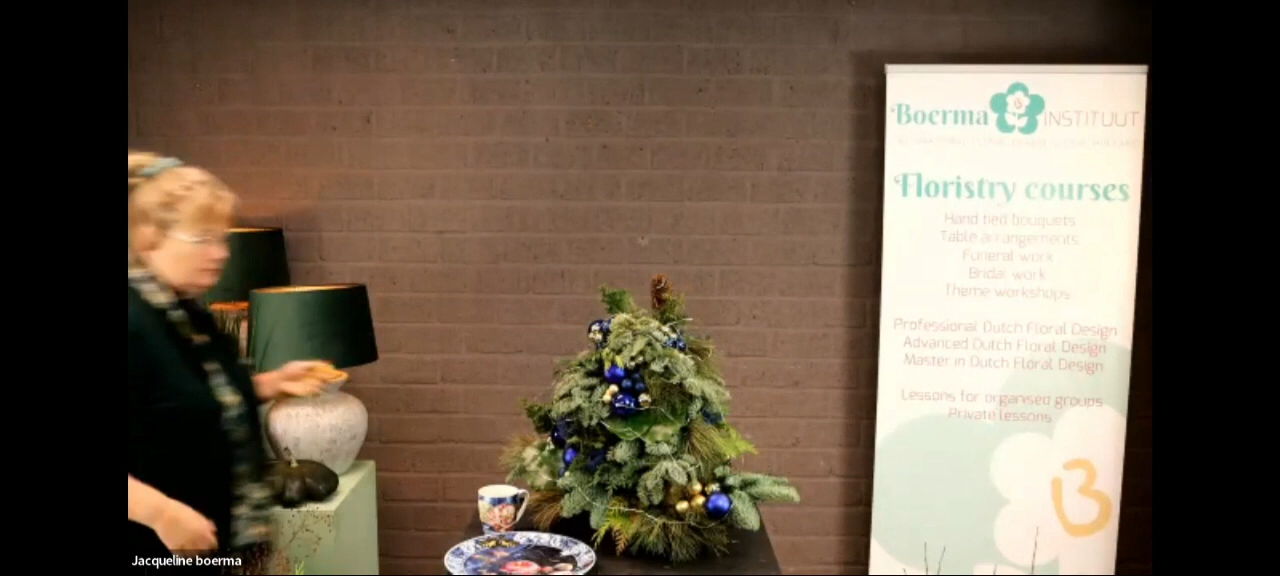 Boerma INSTITUUT
Floristry courses
Hand tied bouquets
Table arrangements
Funeral work
Bridal work
Theme workshops
Professional Dutch Floral Design
Advanced Dutch Floral Design
Master in Dutch Floral Design
Lessons for organised groups
Private lessons
B
Jacqueline boerma